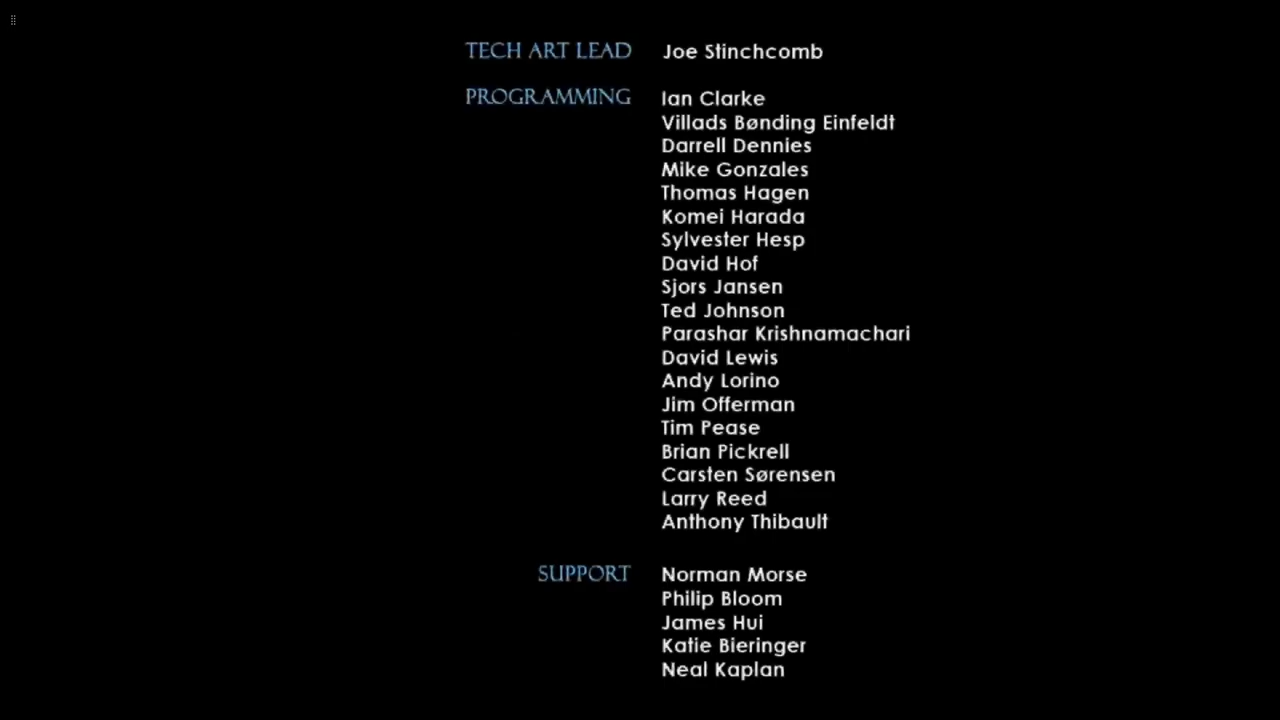 TECH ART LEAD Joe Stinchcomb
PROGRAMMING Ian Clarke
Villads Bønding Einfeldt
Darrell Dennies
Mike Gonzales
Thomas Hagen
Komei Harada
Sylvester Hesp
David Hof
Sjors Jansen
Ted Johnson
Parashar Krishnamachari
David Lewis
Andy Lorino
Jim Offerman
Tim Pease
Brian Pickrell
Carsten Sørensen
Larry Reed
Anthony Thibault
SUPPORT Norman Morse
Philip Bloom
James Hui
Katie Bieringer
Neal Kaplan